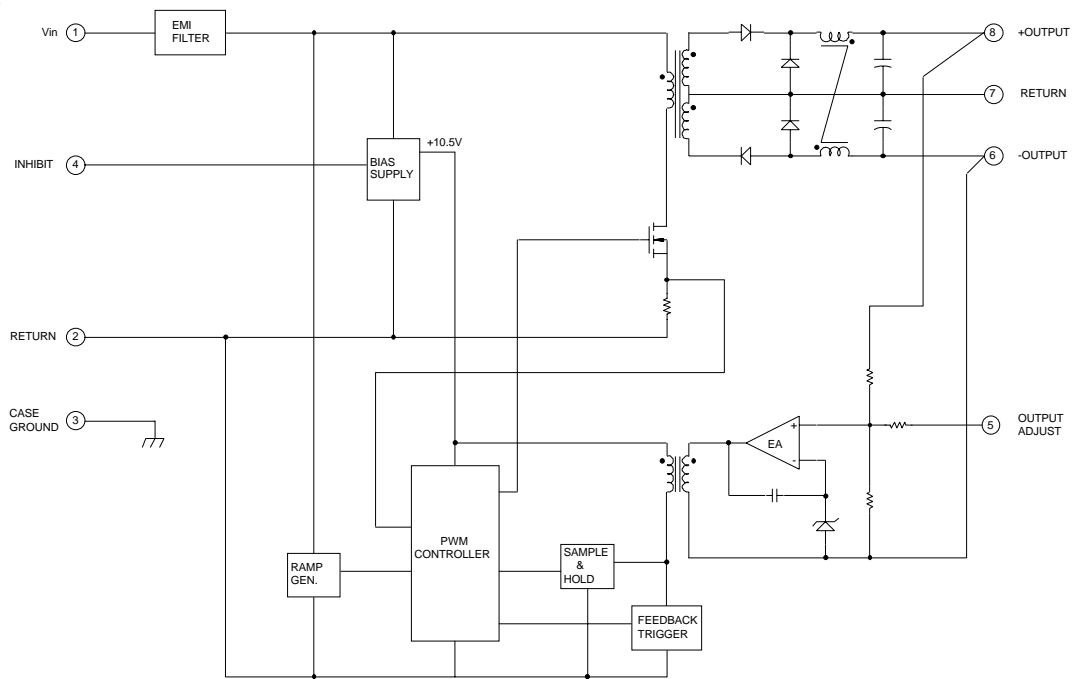 Vin 1
EMI
FILTER
8 +OUTPUT
7 RETURN
+10.5V
INHIBIT 4
BIAS
SUPPLY
6 -OUTPUT
RETURN 2
CASE
GROUND
3
+
EA
-
5
OUTPUT
ADJUST
PWM
CONTROLLER
SAMPLE
&
HOLD
RAMP
GEN.
FEEDBACK
TRIGGER